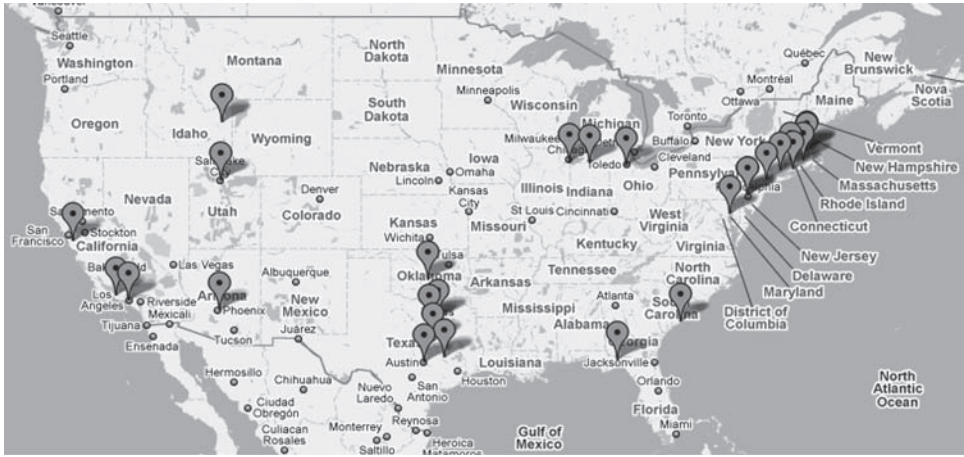 Vancouver
Seattle
Washington
Portland
Oregon
Montana
Idaho
Wyoming
North
Dakota
South
Dakota
Minnesota
Minneapolis
Wisconsin
Michigan
Milwaukee
Toledo
Toronto
Buffalo
Cleveland
Ottawa
Montréal
Québec
New
Brunswick
Maine
Nova
Scotia
New York
Vermont
New Hampshire
Massachusetts
Rhode Island
Connecticut
New Jersey
Delaware
Maryland
District of
Columbia
Nebraska
Lincoln
Iowa
Omaha
Illinois
Indiana
Ohio
Nevada
Utah
Denver
Colorado
Kansas
Kansas
City
Wichita
St Louis
Missouri
Cincinnati
West
Virginia
Virginia
Kentucky
San
Francisco
Stockton
California
Las Vegas
Los
Angeles
Riverside
Tijuana
Mexicali
Ensenada
Arizona
Phoenix
Tucson
Albuquerque
New
Mexico
Juárez
Oklahoma
Tulsa
Arkansas
Tennessee
North
Carolina
Mississippi
Atlanta
Alabama
Jacksonville
Austin
San
Antonio
Houston
Louisiana
Orlando
Florida
Miami
Hermosillo
Chihuahua
Ciudad
Obregón
Culiacan
Rosales
Nuevo
Laredo
Reynosa
Monterrey
Saltillo
Heroica
Matamoros
Gulf of
Mexico
North
Atlantic
Ocean